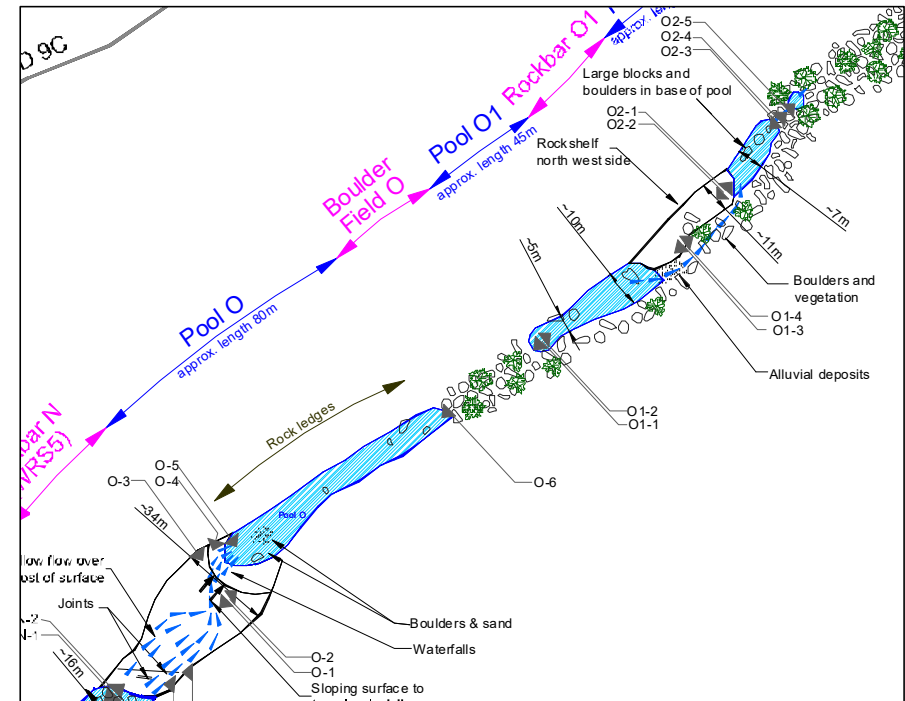 D 9C
O2-5
O2-4
O2-3
Large blocks and
boulders in base of pool
O2-1
O2-2
Rockshelf
north west side
Rockbar O1
approx.
Pool O1
approx. length 45m
Boulder
Field O
Pool O
approx. length 80m
~7m
~11m
~10m
~5m
Boulders and
vegetation
O1-4
O1-3
Alluvial deposits
O1-2
O1-1
O-6
Rock ledges
bar N
WRS5)
O-5
O-4
O-3
~34m
Pool O
low flow over
ost of surface
Joints
-2
N-1
~16m
Boulders & sand
Waterfalls
O-2
O-1
Sloping surface to